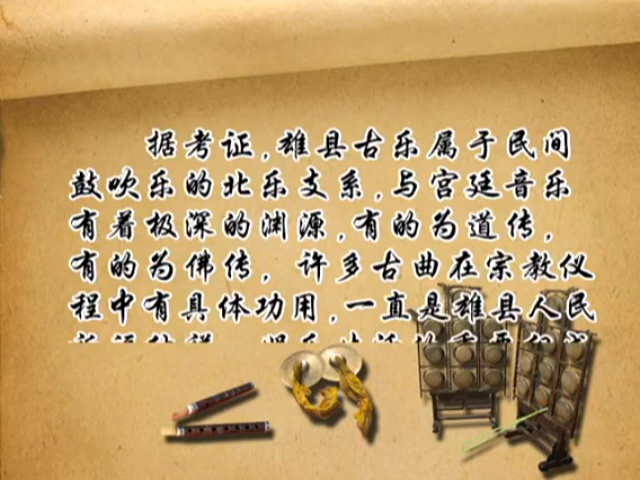 据考证,雄县古乐属于民间
鼓吹乐的北乐支系,与宫廷音乐
有着极深的渊源,有的为道传,
有的为佛传, 许多古曲在宗教仪
程中有具体功用,一直是雄县人民